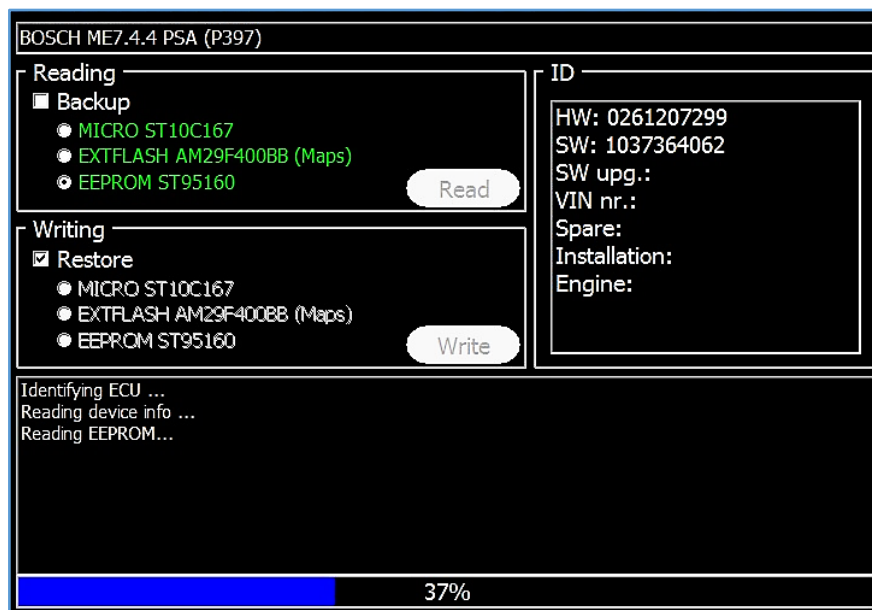 BOSCH ME7.4.4 PSA (P397)
Reading
Backup
MICRO ST10C167
EXTFLASH AM29F400BB (Maps)
EEPROM ST95160
Read
Writing
Restore
MICRO ST10C167
EXTFLASH AM29F400BB (Maps)
EEPROM ST95160
Write
ID
HW: 0261207299
SW: 1037364062
SW upg.:
VIN nr.:
Spare:
Installation:
Engine:
Identifying ECU ...
Reading device info ...
Reading EEPROM...
37%